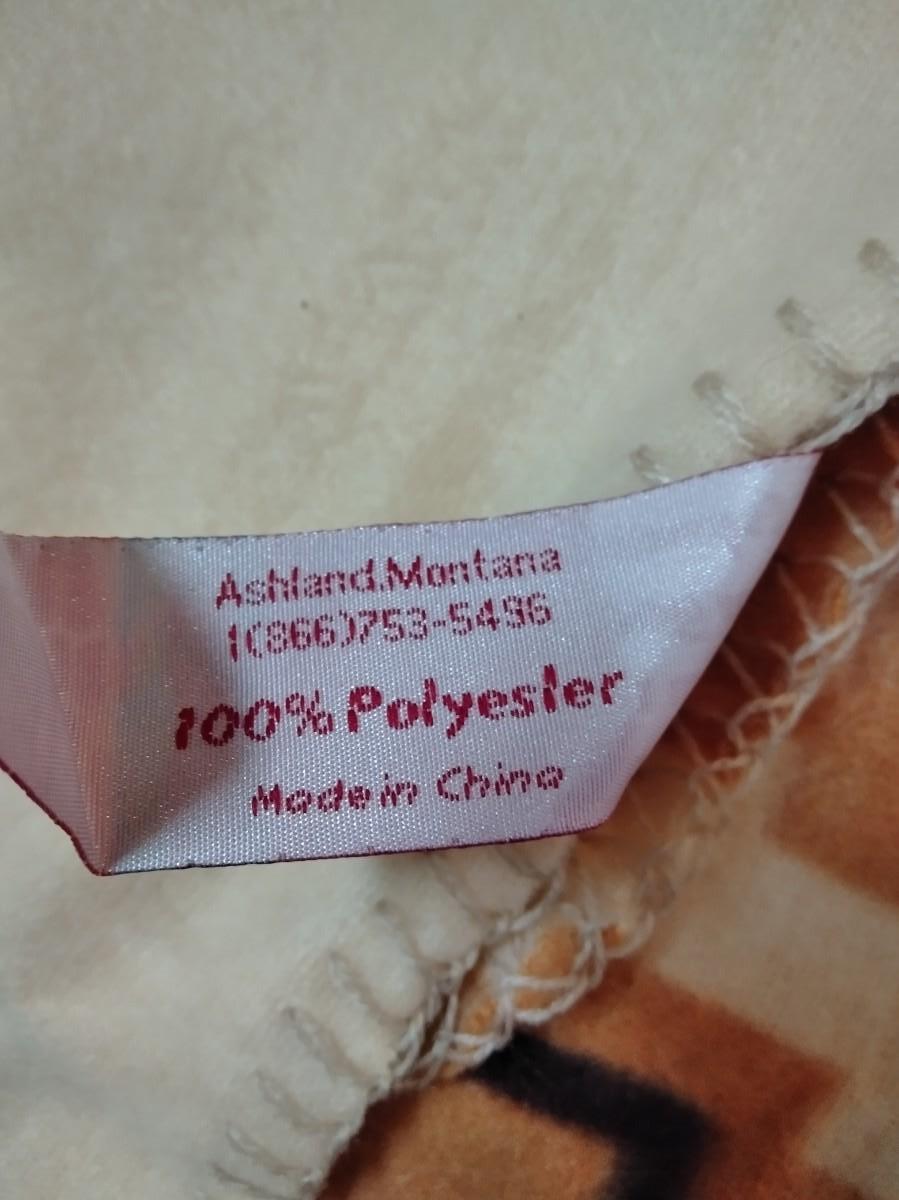 Ashland,Montana
1(866)753-5496
100% Polyester
Made in China